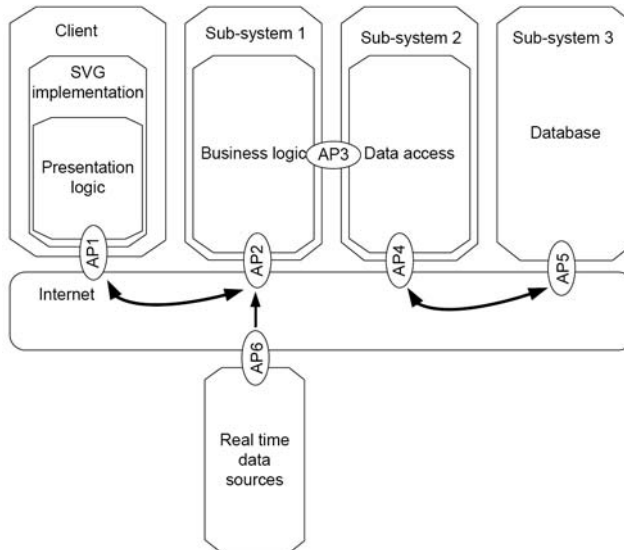 Client
SVG
implementation
Presentation
logic
Sub-system 1
Business logic
AP3
Sub-system 2
Data access
Sub-system 3
Database
AP1
AP2
AP4
AP5
Internet
AP6
Real time
data
sources